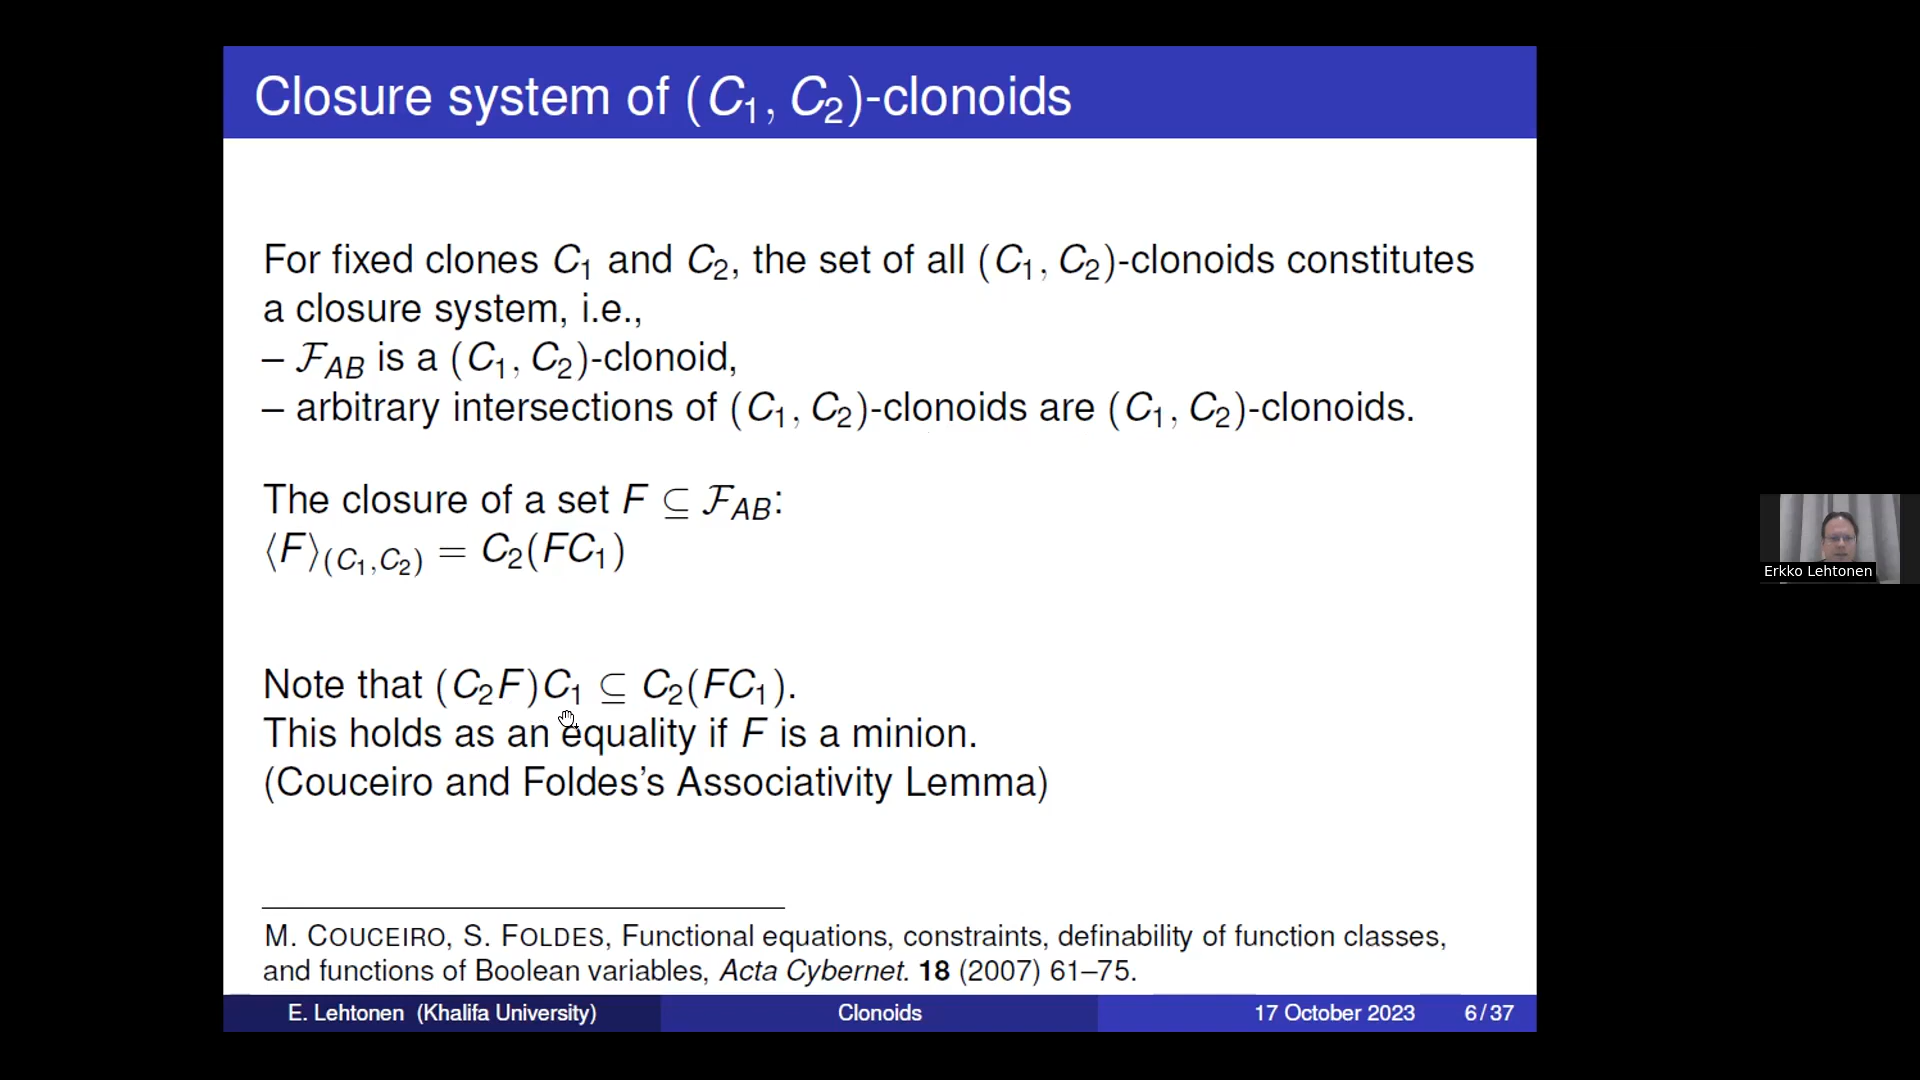 Closure system of (C₁, C₂)-clonoids
For fixed clones C₁ and C₂, the set of all (C₁, C₂)-clonoids constitutes
a closure system, i.e.,
– ℱ_AB is a (C₁, C₂)-clonoid,
– arbitrary intersections of (C₁, C₂)-clonoids are (C₁, C₂)-clonoids.
The closure of a set F ⊆ ℱ_AB:
⟨F⟩_(C₁,C₂) = C₂(FC₁)
Note that (C₂F)C₁ ⊆ C₂(FC₁).
This holds as an equality if F is a minion.
(Couceiro and Foldes's Associativity Lemma)
M. COUCEIRO, S. FOLDES, Functional equations, constraints, definability of function classes,
and functions of Boolean variables, Acta Cybernet. 18 (2007) 61–75.
E. Lehtonen (Khalifa University) Clonoids 17 October 2023 6/37
Erkko Lehtonen